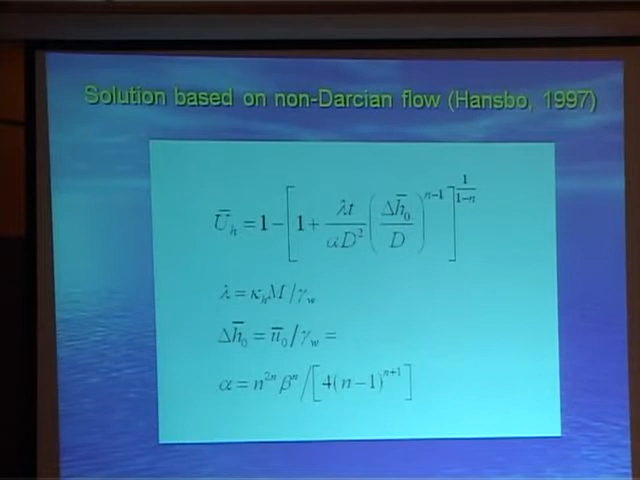 Solution based on non-Darcian flow (Hansbo, 1997)
Ū_h = 1 − [1 + λt / αD² (Δh̄₀ / D)^(n−1)]^(1/(1−n))
λ = κ_h M / γ_w
Δh̄₀ = ū₀ / γ_w =
α = n^(2n) β^n / [4(n−1)^(n+1)]